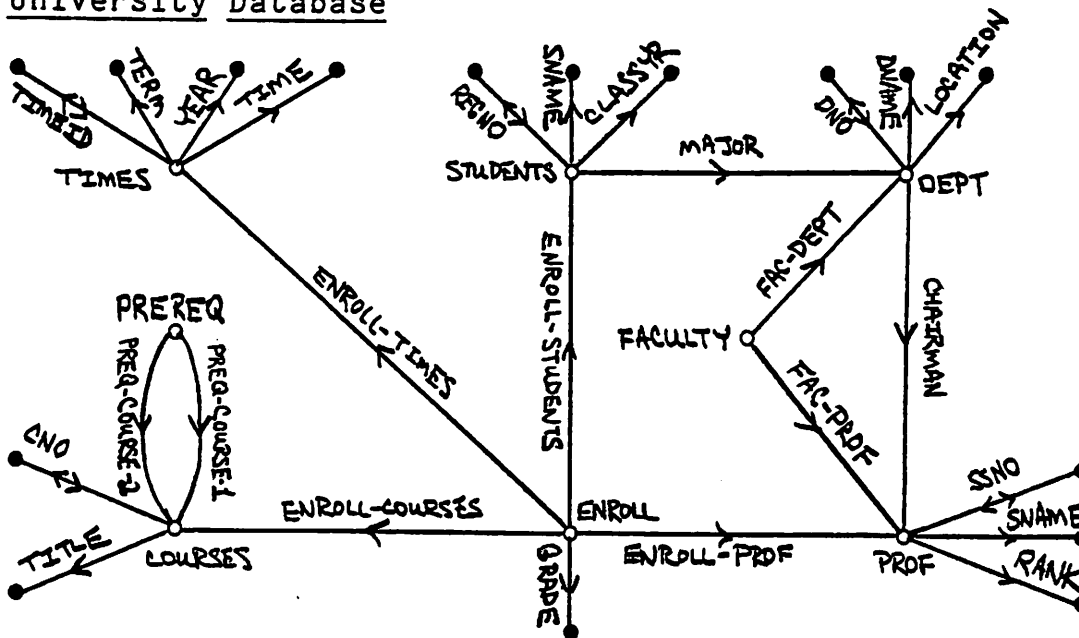 University Database
TIMEID
TERM
YEAR
TIME
TIMES
REGNO
SNAME
CLASSYR
STUDENTS
MAJOR
DNO
DNAME
LOCATION
DEPT
ENROLL-TIMES
ENROLL-STUDENTS
FAC-DEPT
CHAIRMAN
FACULTY
FAC-PROF
PREREQ
PREQ-COURSE-2
PREQ-COURSE-1
CNO
TITLE
COURSES
ENROLL-COURSES
ENROLL
GRADE
ENROLL-PROF
PROF
SSNO
SNAME
RANK